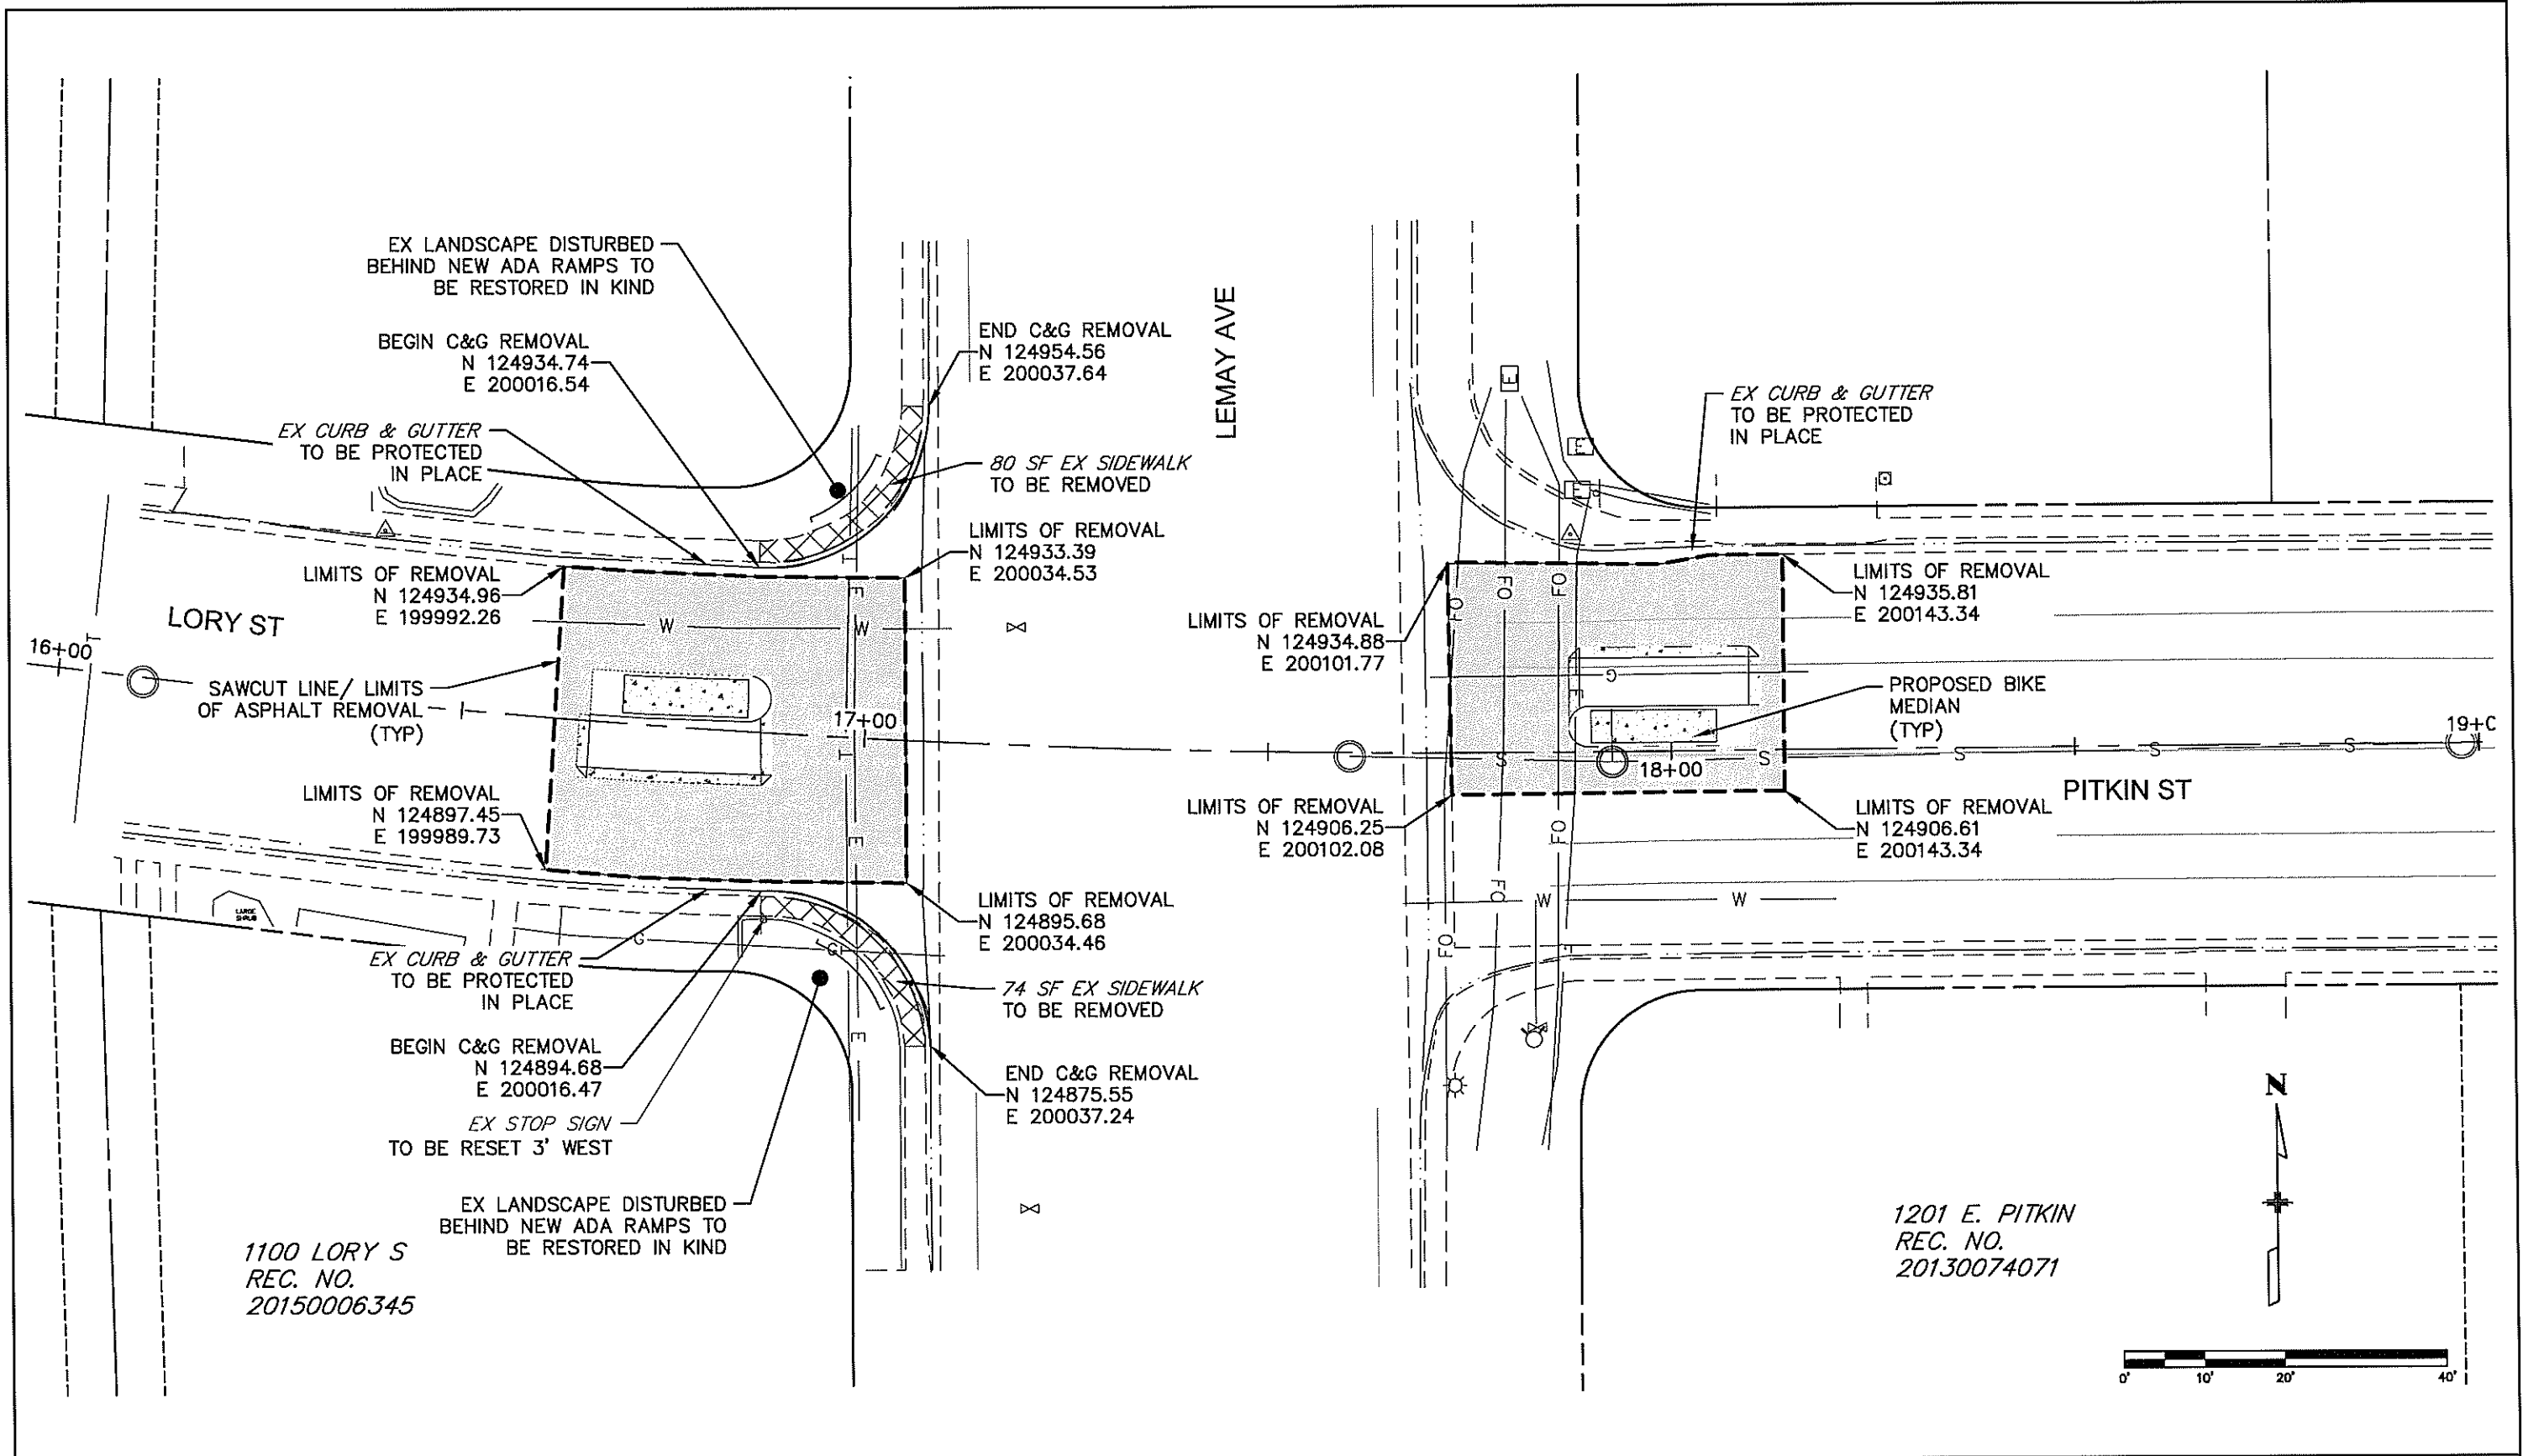 EX LANDSCAPE DISTURBED
BEHIND NEW ADA RAMPS TO
BE RESTORED IN KIND
BEGIN C&G REMOVAL
N 124934.74
E 200016.54
END C&G REMOVAL
N 124954.56
E 200037.64
LEMAY AVE
EX CURB & GUTTER
TO BE PROTECTED
IN PLACE
EX CURB & GUTTER
TO BE PROTECTED
IN PLACE
80 SF EX SIDEWALK
TO BE REMOVED
LIMITS OF REMOVAL
N 124933.39
E 200034.53
LIMITS OF REMOVAL
N 124934.96
E 199992.26
LIMITS OF REMOVAL
N 124935.81
E 200143.34
LIMITS OF REMOVAL
N 124934.88
E 200101.77
LORY ST
16+00
SAWCUT LINE/ LIMITS
OF ASPHALT REMOVAL
(TYP)
17+00
PROPOSED BIKE
MEDIAN
(TYP)
18+00
19+0
PITKIN ST
LIMITS OF REMOVAL
N 124897.45
E 199989.73
LIMITS OF REMOVAL
N 124906.25
E 200102.08
LIMITS OF REMOVAL
N 124906.61
E 200143.34
LIMITS OF REMOVAL
N 124895.68
E 200034.46
LARGE
SHRUB
EX CURB & GUTTER
TO BE PROTECTED
IN PLACE
74 SF EX SIDEWALK
TO BE REMOVED
BEGIN C&G REMOVAL
N 124894.68
E 200016.47
END C&G REMOVAL
N 124875.55
E 200037.24
EX STOP SIGN
TO BE RESET 3' WEST
EX LANDSCAPE DISTURBED
BEHIND NEW ADA RAMPS TO
BE RESTORED IN KIND
1100 LORY S
REC. NO.
20150006345
1201 E. PITKIN
REC. NO.
20130074071
N
0' 10' 20' 40'
W W
G
S S S S S
FO FO FO
FO FO FO
E E E
E E E
T T T
W W
G G